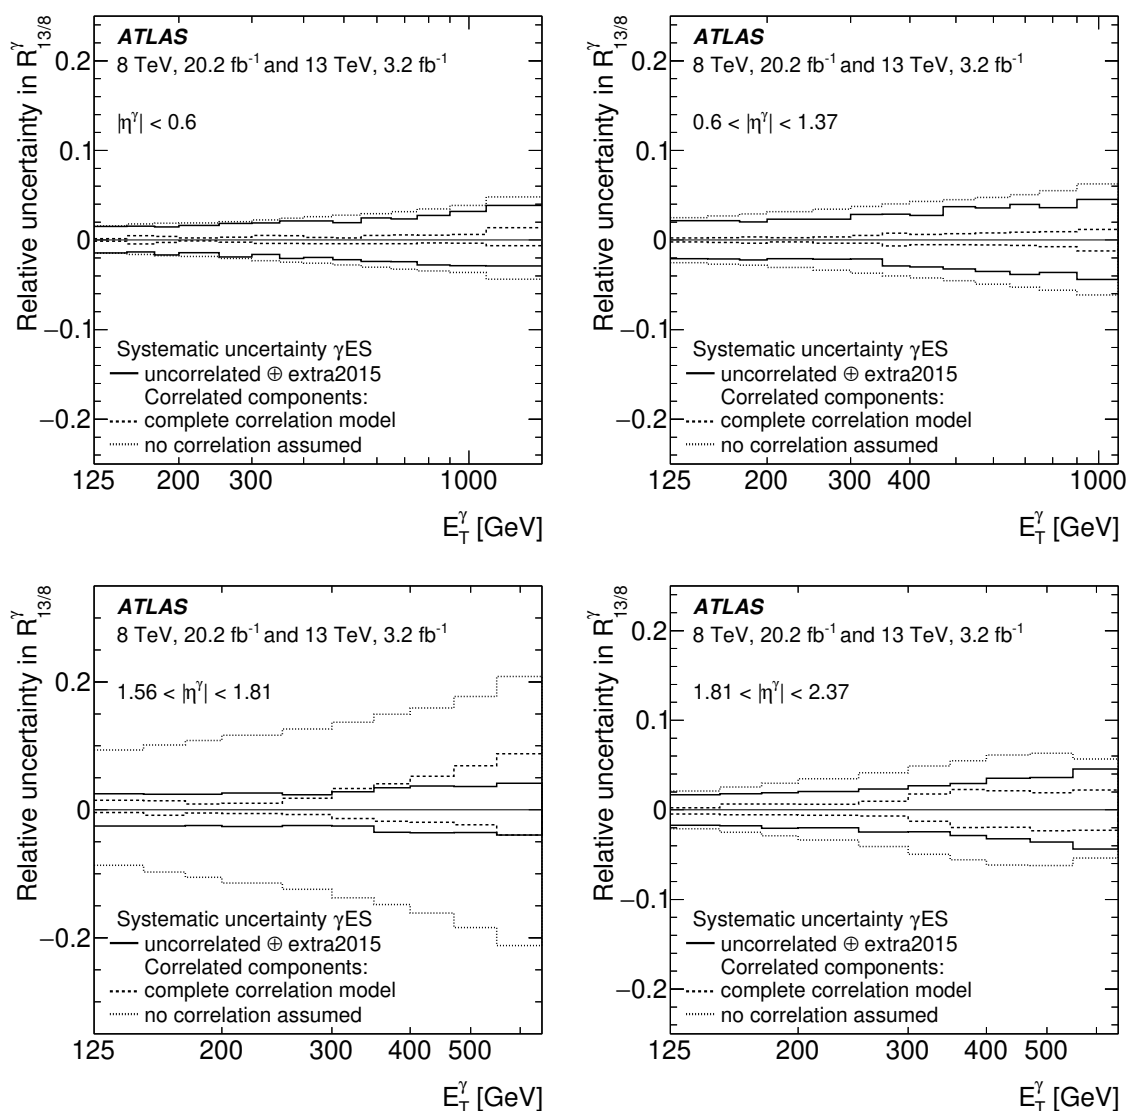 Relative uncertainty in R^γ_13/8
ATLAS
8 TeV, 20.2 fb⁻¹ and 13 TeV, 3.2 fb⁻¹
|η^γ| < 0.6
0.2
0.1
0
−0.1
−0.2
Systematic uncertainty γES
uncorrelated ⊕ extra2015
Correlated components:
complete correlation model
no correlation assumed
125 200 300 1000
E_T^γ [GeV]
Relative uncertainty in R^γ_13/8
ATLAS
8 TeV, 20.2 fb⁻¹ and 13 TeV, 3.2 fb⁻¹
0.6 < |η^γ| < 1.37
0.2
0.1
0
−0.1
−0.2
Systematic uncertainty γES
uncorrelated ⊕ extra2015
Correlated components:
complete correlation model
no correlation assumed
125 200 300 400 1000
E_T^γ [GeV]
Relative uncertainty in R^γ_13/8
ATLAS
8 TeV, 20.2 fb⁻¹ and 13 TeV, 3.2 fb⁻¹
1.56 < |η^γ| < 1.81
0.2
0
−0.2
Systematic uncertainty γES
uncorrelated ⊕ extra2015
Correlated components:
complete correlation model
no correlation assumed
125 200 300 400 500
E_T^γ [GeV]
Relative uncertainty in R^γ_13/8
ATLAS
8 TeV, 20.2 fb⁻¹ and 13 TeV, 3.2 fb⁻¹
1.81 < |η^γ| < 2.37
0.2
0.1
0
−0.1
−0.2
Systematic uncertainty γES
uncorrelated ⊕ extra2015
Correlated components:
complete correlation model
no correlation assumed
125 200 300 400 500
E_T^γ [GeV]